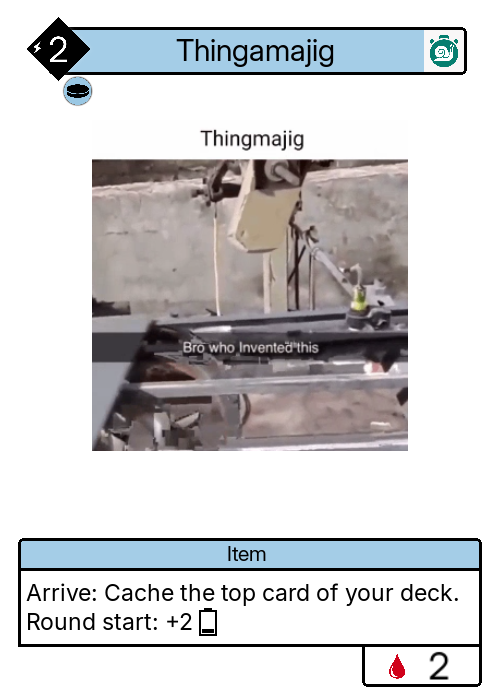 2
Thingamajig
Thingmajig
Bro who Invented this
Item
Arrive: Cache the top card of your deck.
Round start: +2
2